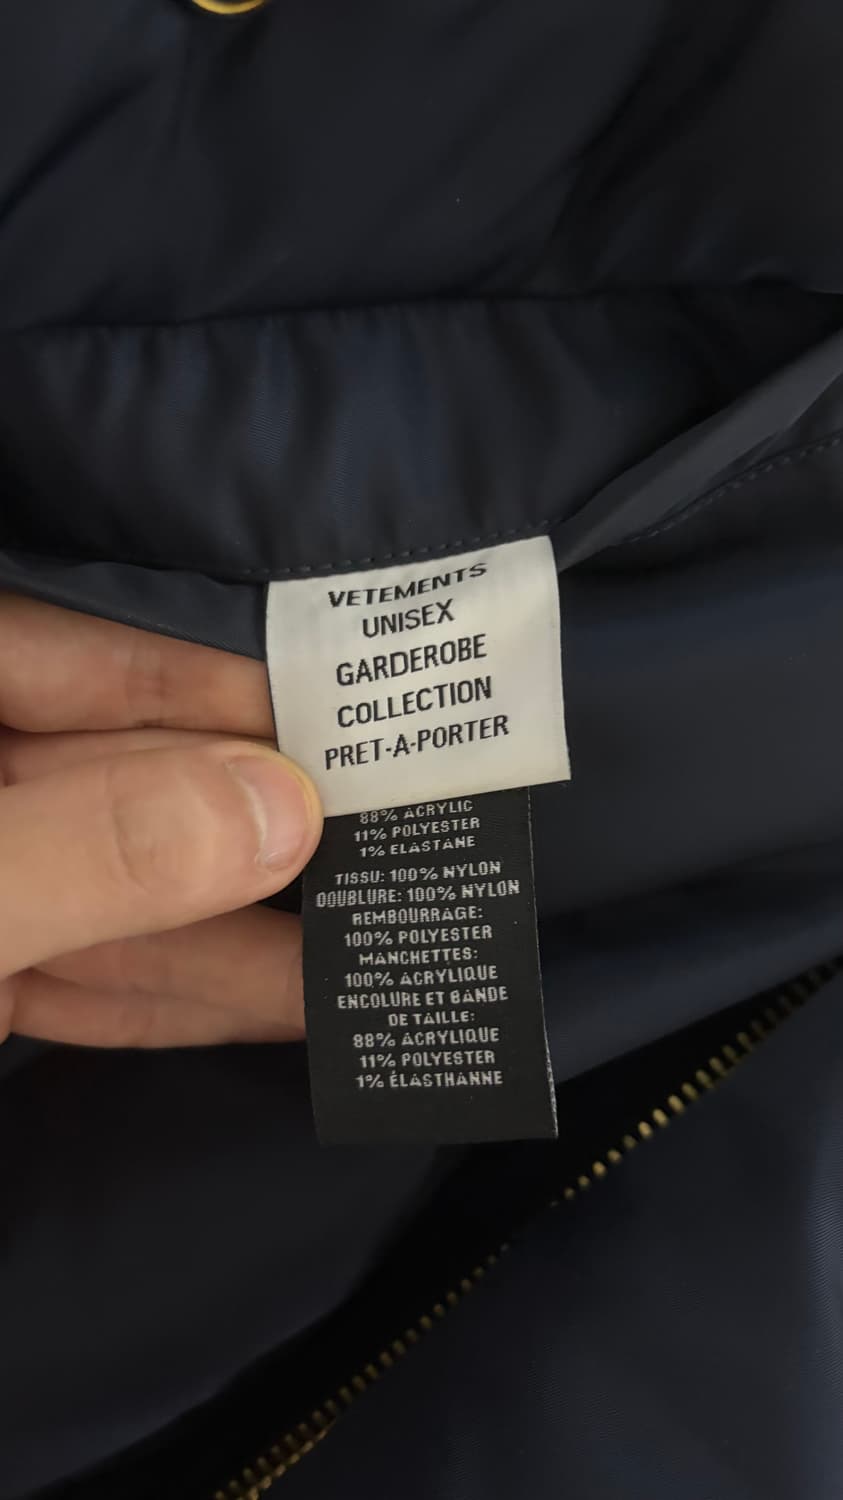 VETEMENTS
UNISEX
GARDEROBE
COLLECTION
PRET-A-PORTER
88% ACRYLIC
11% POLYESTER
1% ELASTANE
TISSU: 100% NYLON
DOUBLURE: 100% NYLON
REMBOURRAGE:
100% POLYESTER
MANCHETTES:
100% ACRYLIQUE
ENCOLURE ET BANDE
DE TAILLE:
88% ACRYLIQUE
11% POLYESTER
1% ÉLASTHANNE